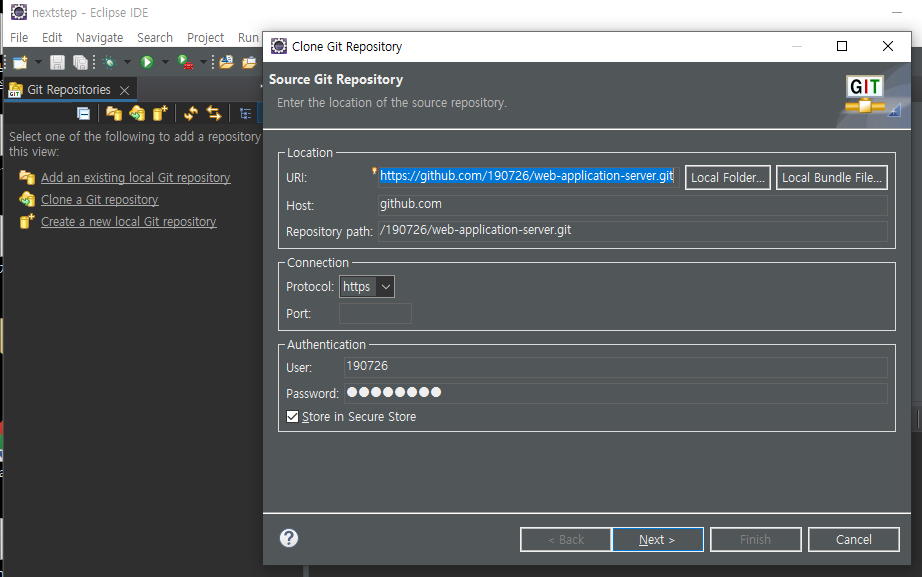 nextstep - Eclipse IDE
File Edit Navigate Search Project Run
Git Repositories
Select one of the following to add a repository
this view:
Add an existing local Git repository
Clone a Git repository
Create a new local Git repository
Clone Git Repository
Source Git Repository
Enter the location of the source repository.
GIT
Location
URI: https://github.com/190726/web-application-server.git Local Folder... Local Bundle File...
Host: github.com
Repository path: /190726/web-application-server.git
Connection
Protocol: https
Port:
Authentication
User: 190726
Password: ●●●●●●●●
Store in Secure Store
? < Back Next > Finish Cancel